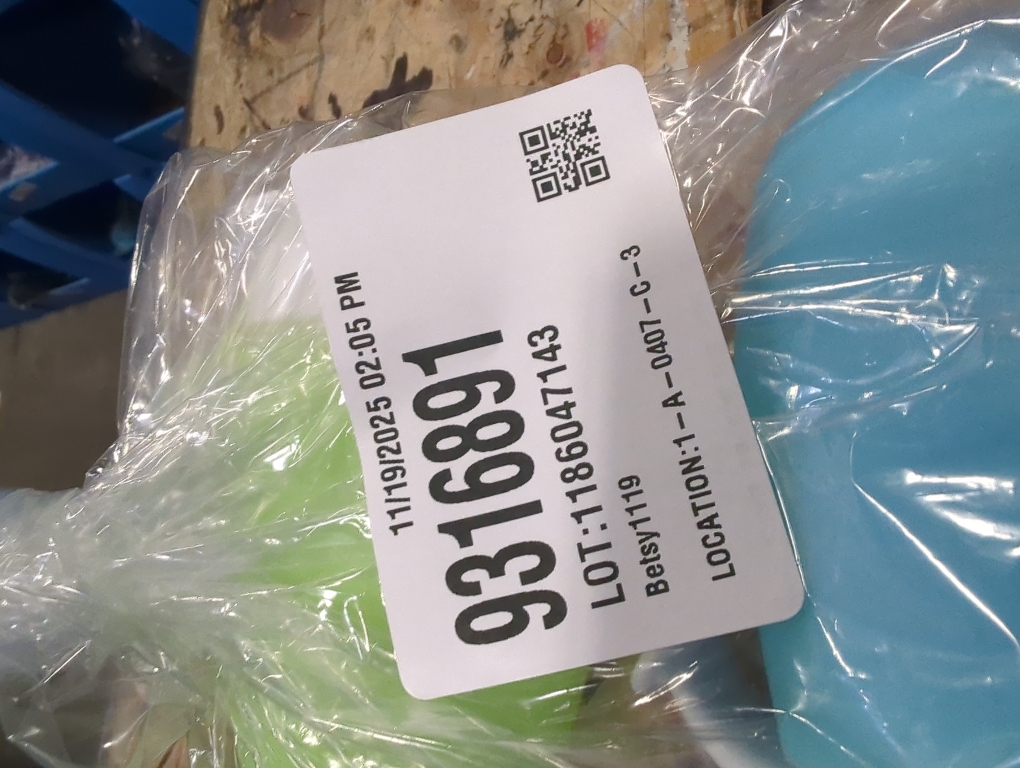 11/19/2025 02:05 PM
9316891
LOT:1186047143
Betsy1119
LOCATION:1-A-0407-C-3